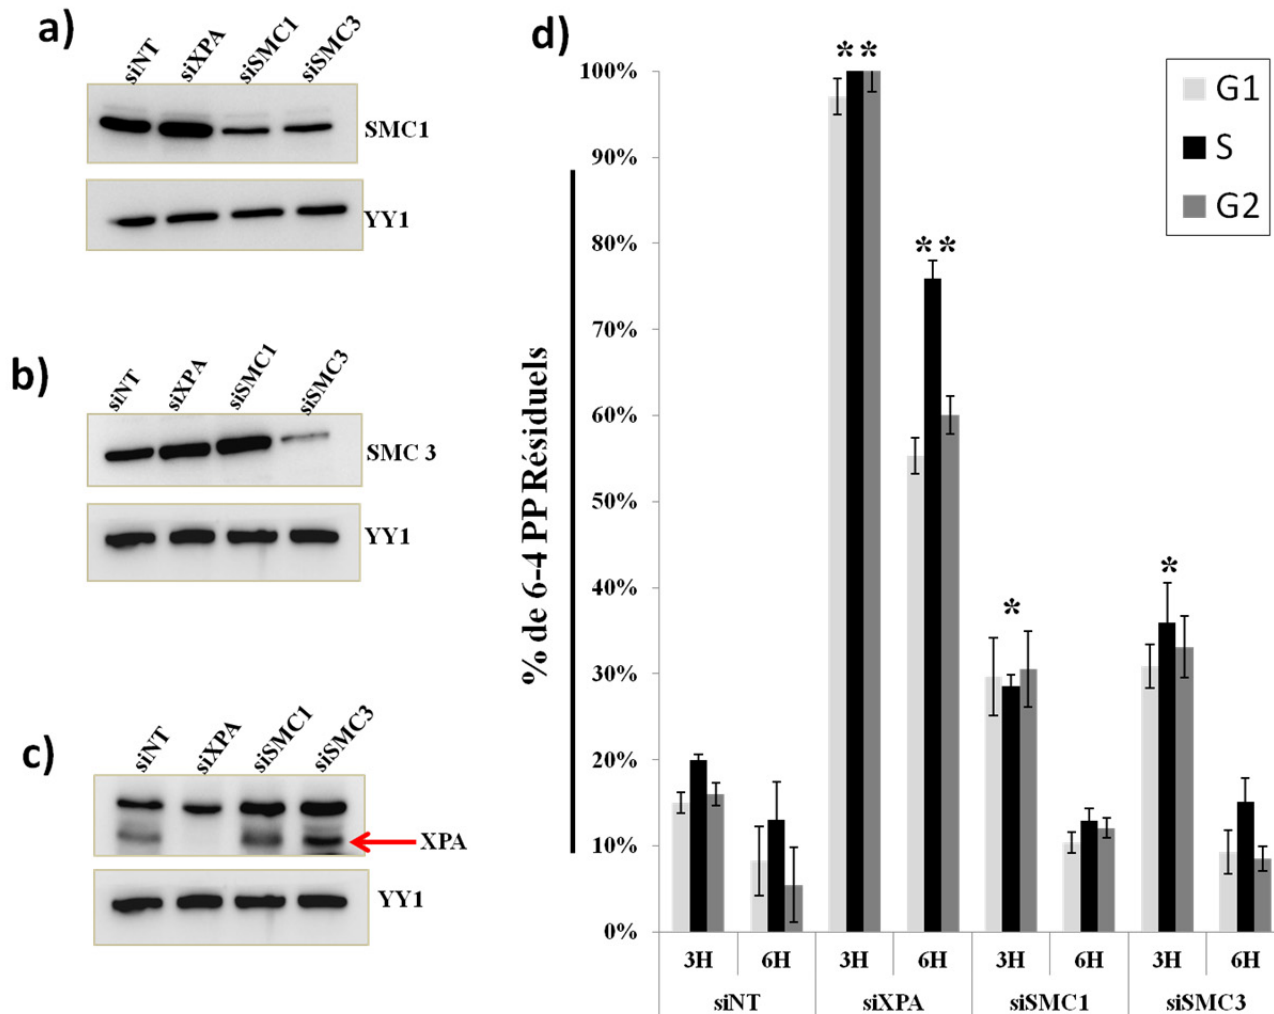 a)
siNT siXPA siSMC1 siSMC3
SMC1
YY1
b)
siNT siXPA siSMC1 siSMC3
SMC 3
YY1
c)
siNT siXPA siSMC1 siSMC3
XPA
YY1
d)
% de 6-4 PP Résiduels
100%
90%
80%
70%
60%
50%
40%
30%
20%
10%
0%
* *
* *
*
*
G1
S
G2
3H 6H 3H 6H 3H 6H 3H 6H
siNT siXPA siSMC1 siSMC3